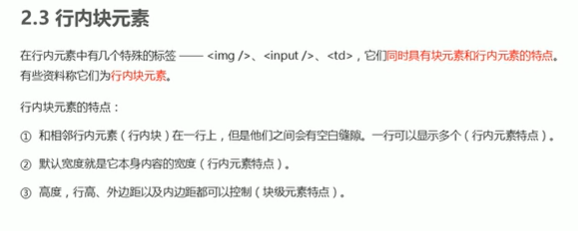 2.3 行内块元素
在行内元素中有几个特殊的标签 —— <img />、<input />、<td>，它们同时具有块元素和行内元素的特点。
有些资料称它们为行内块元素。
行内块元素的特点：
① 和相邻行内元素（行内块）在一行上，但是他们之间会有空白缝隙。一行可以显示多个（行内元素特点）。
② 默认宽度就是它本身内容的宽度（行内元素特点）。
③ 高度，行高、外边距以及内边距都可以控制（块级元素特点）。